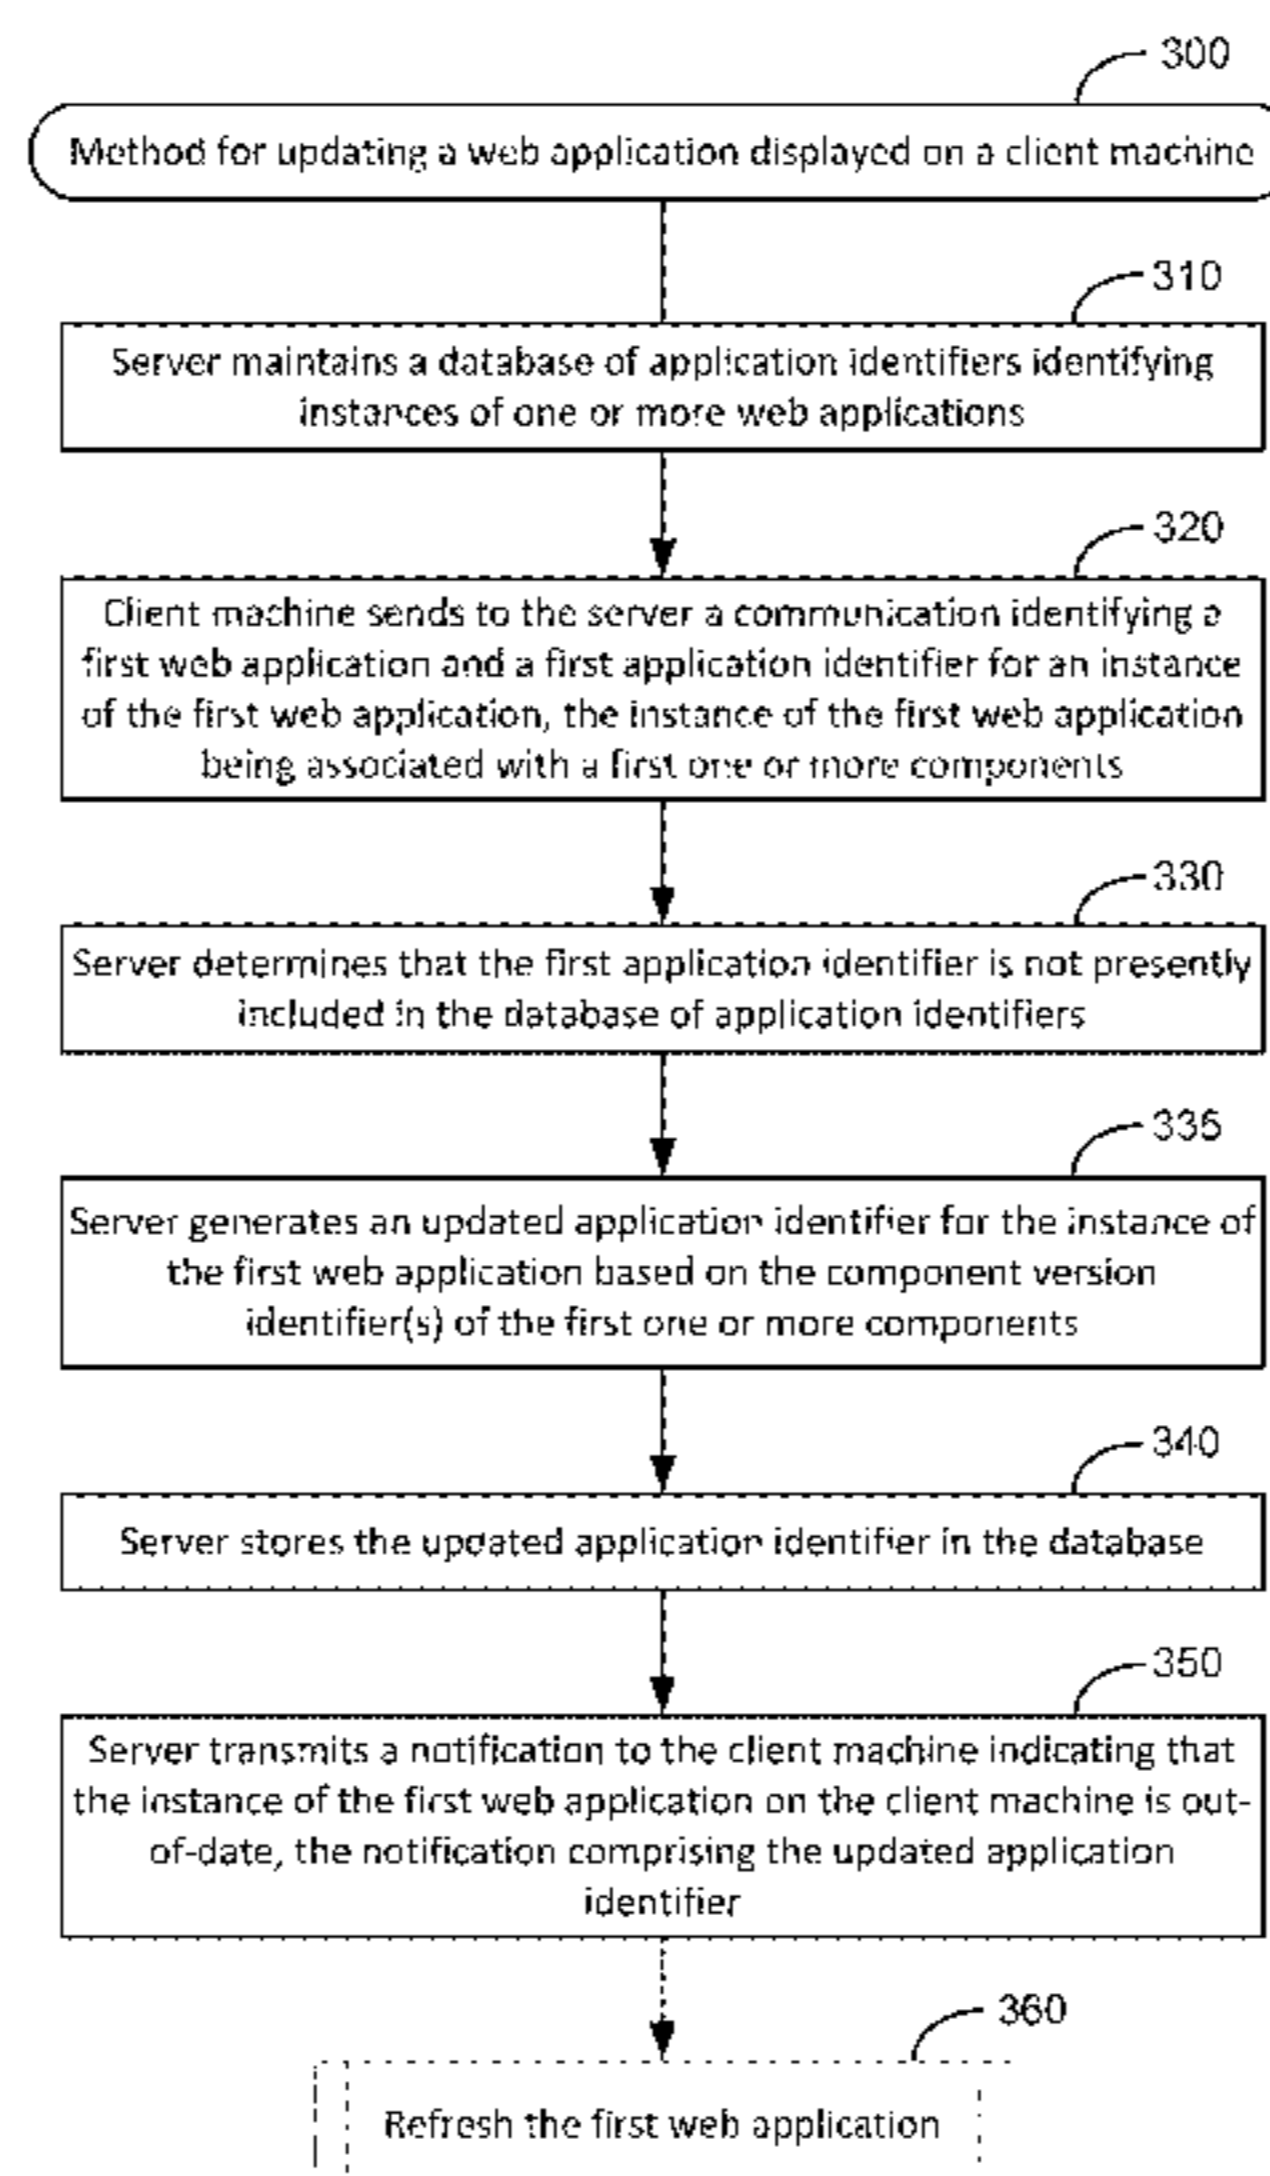 300
Method for updating a web application displayed on a client machine
310
Server maintains a database of application identifiers identifying
instances of one or more web applications
320
Client machine sends to the server a communication identifying a
first web application and a first application identifier for an instance
of the first web application, the instance of the first web application
being associated with a first one or more components
330
Server determines that the first application identifier is not presently
included in the database of application identifiers
335
Server generates an updated application identifier for the instance of
the first web application based on the component version
identifier(s) of the first one or more components
340
Server stores the updated application identifier in the database
350
Server transmits a notification to the client machine indicating that
the instance of the first web application on the client machine is out-
of-date, the notification comprising the updated application
identifier
360
Refresh the first web application